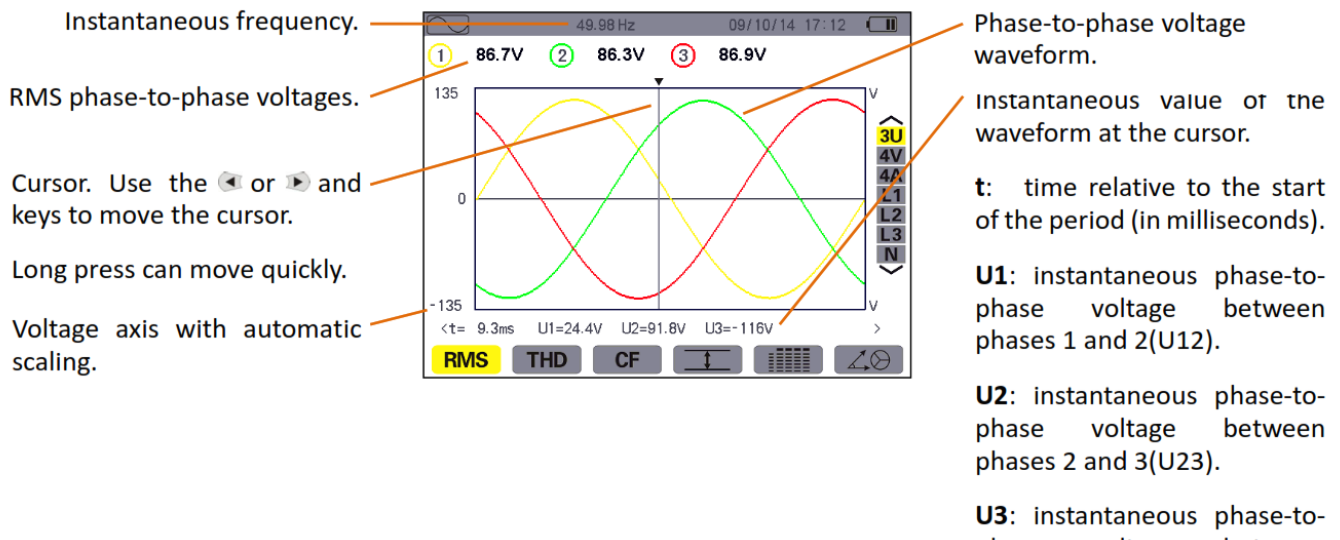 Instantaneous frequency.
RMS phase-to-phase voltages.
Cursor. Use the or and
keys to move the cursor.
Long press can move quickly.
Voltage axis with automatic
scaling.
49.98Hz 09/10/14 17:12
1 86.7V 2 86.3V 3 86.9V
135 V
0
-135 V
3U
4V
4A
L1
L2
L3
N
<t= 9.3ms U1=24.4V U2=91.8V U3=-116V >
RMS THD CF
Phase-to-phase voltage
waveform.
Instantaneous value of the
waveform at the cursor.
t: time relative to the start
of the period (in milliseconds).
U1: instantaneous phase-to-
phase voltage between
phases 1 and 2(U12).
U2: instantaneous phase-to-
phase voltage between
phases 2 and 3(U23).
U3: instantaneous phase-to-